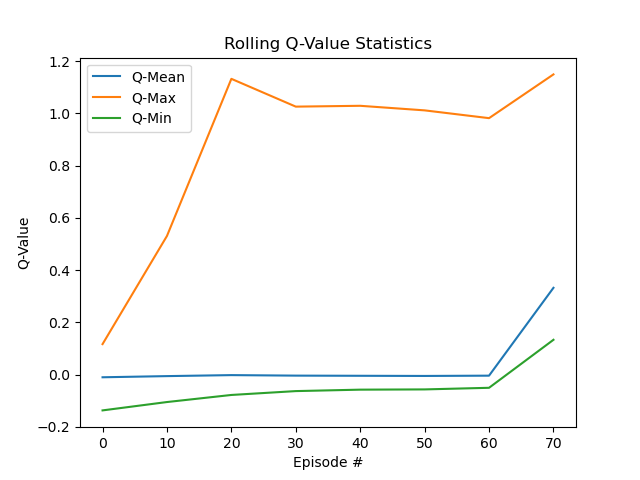 Rolling Q-Value Statistics
Q-Mean
Q-Max
Q-Min
1.2
1.0
0.8
0.6
0.4
0.2
0.0
−0.2
Q-Value
0 10 20 30 40 50 60 70
Episode #